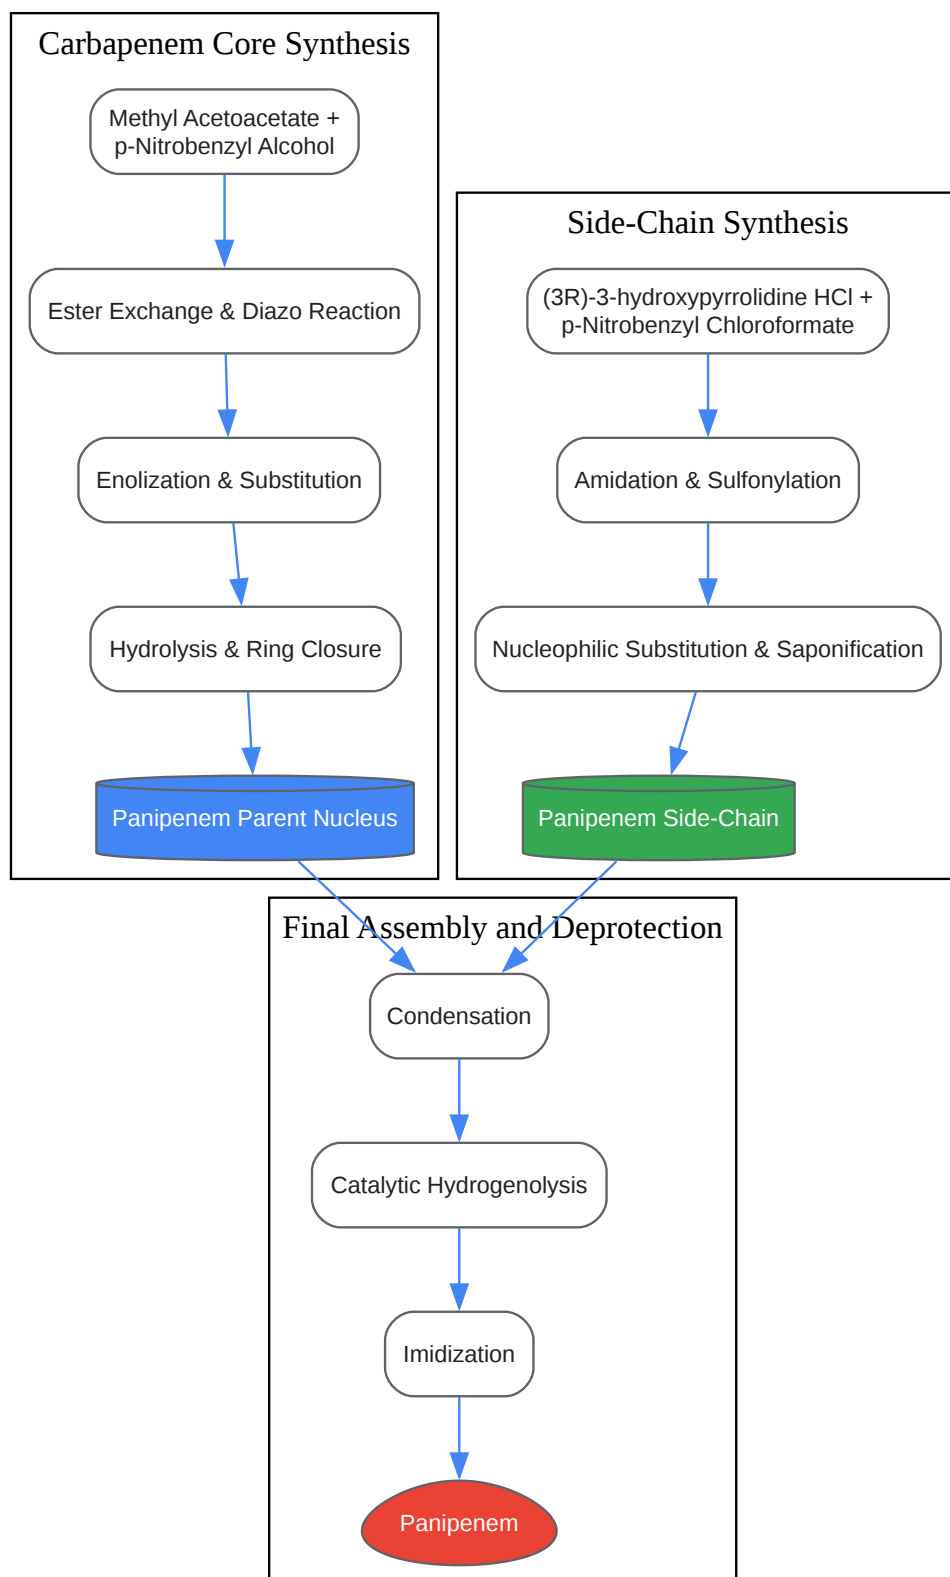 Carbapenem Core Synthesis
Methyl Acetoacetate +
p-Nitrobenzyl Alcohol
Ester Exchange & Diazo Reaction
Enolization & Substitution
Hydrolysis & Ring Closure
Panipenem Parent Nucleus
Side-Chain Synthesis
(3R)-3-hydroxypyrrolidine HCl +
p-Nitrobenzyl Chloroformate
Amidation & Sulfonylation
Nucleophilic Substitution & Saponification
Panipenem Side-Chain
Final Assembly and Deprotection
Condensation
Catalytic Hydrogenolysis
Imidization
Panipenem